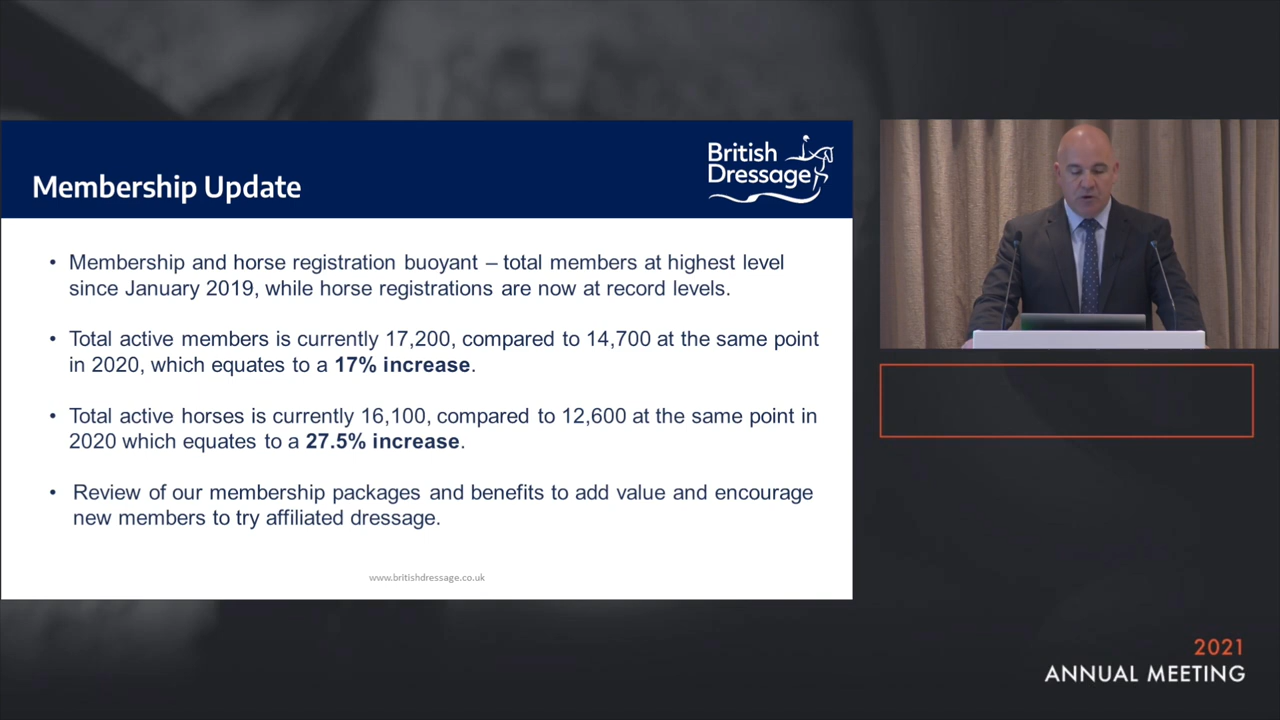 British
Dressage
Membership Update
• Membership and horse registration buoyant – total members at highest level
since January 2019, while horse registrations are now at record levels.
• Total active members is currently 17,200, compared to 14,700 at the same point
in 2020, which equates to a 17% increase.
• Total active horses is currently 16,100, compared to 12,600 at the same point in
2020 which equates to a 27.5% increase.
• Review of our membership packages and benefits to add value and encourage
new members to try affiliated dressage.
www.britishdressage.co.uk
2021
ANNUAL MEETING